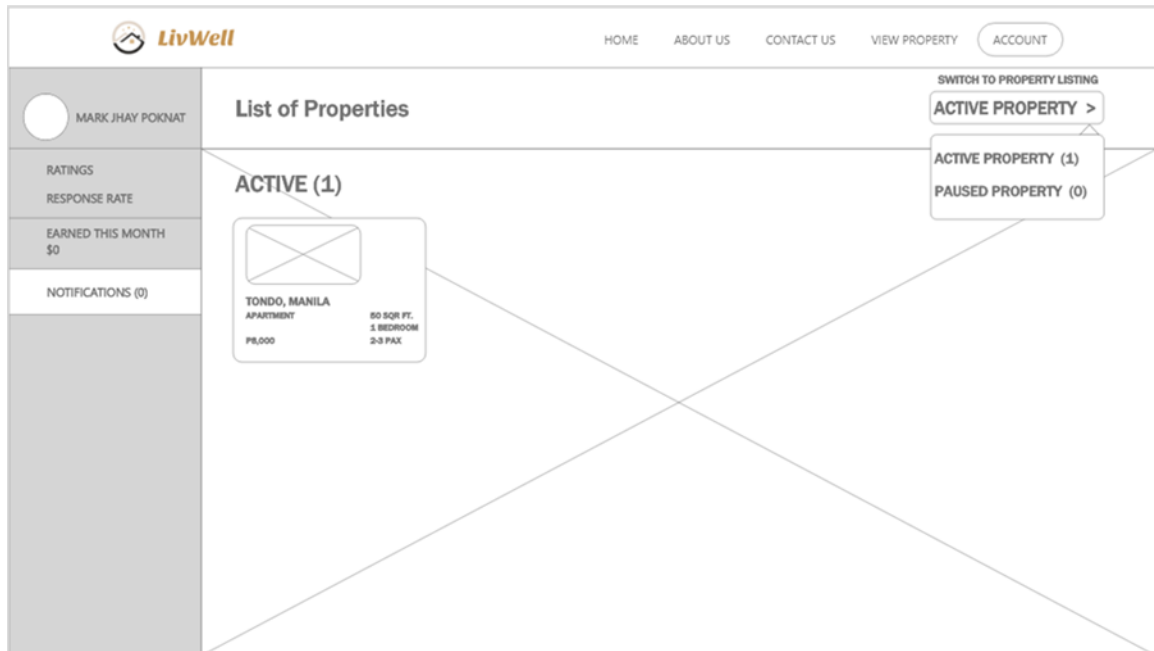 LivWell
HOME
ABOUT US
CONTACT US
VIEW PROPERTY
ACCOUNT
MARK JHAY POKNAT
List of Properties
SWITCH TO PROPERTY LISTING
ACTIVE PROPERTY >
ACTIVE PROPERTY (1)
PAUSED PROPERTY (0)
RATINGS
RESPONSE RATE
EARNED THIS MONTH
$0
NOTIFICATIONS (0)
ACTIVE (1)
TONDO, MANILA
APARTMENT
50 SQR FT.
1 BEDROOM
2-3 PAX